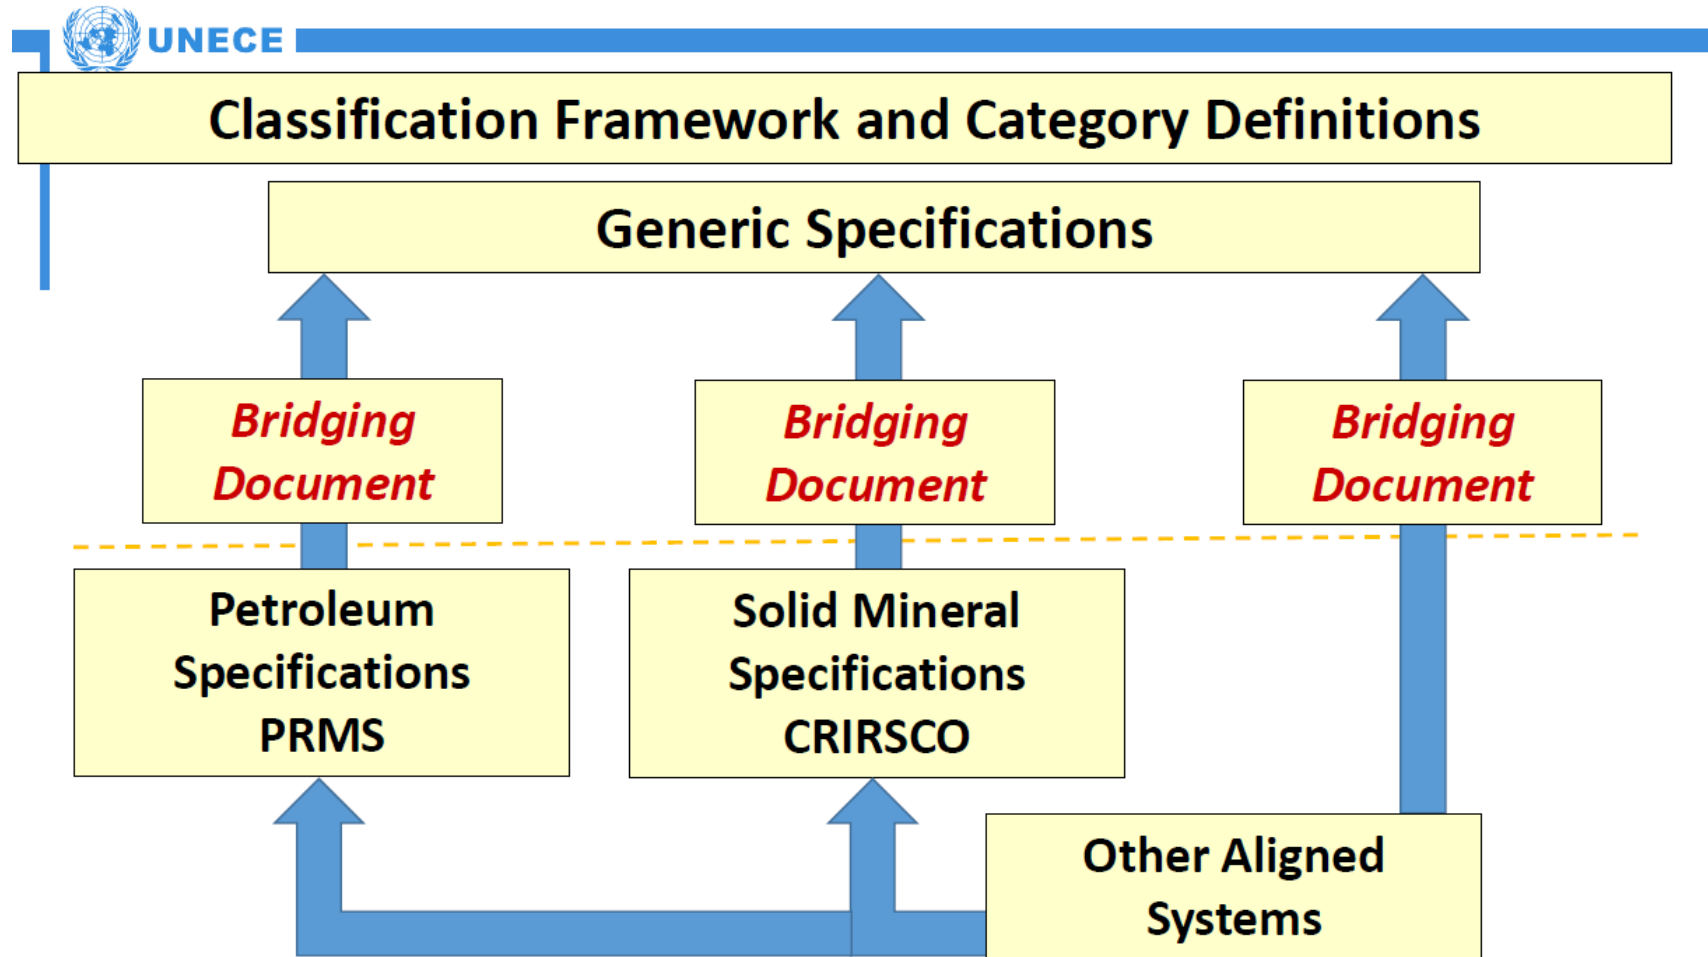 UNECE
Classification Framework and Category Definitions
Generic Specifications
Bridging
Document
Bridging
Document
Bridging
Document
Petroleum
Specifications
PRMS
Solid Mineral
Specifications
CRIRSCO
Other Aligned
Systems